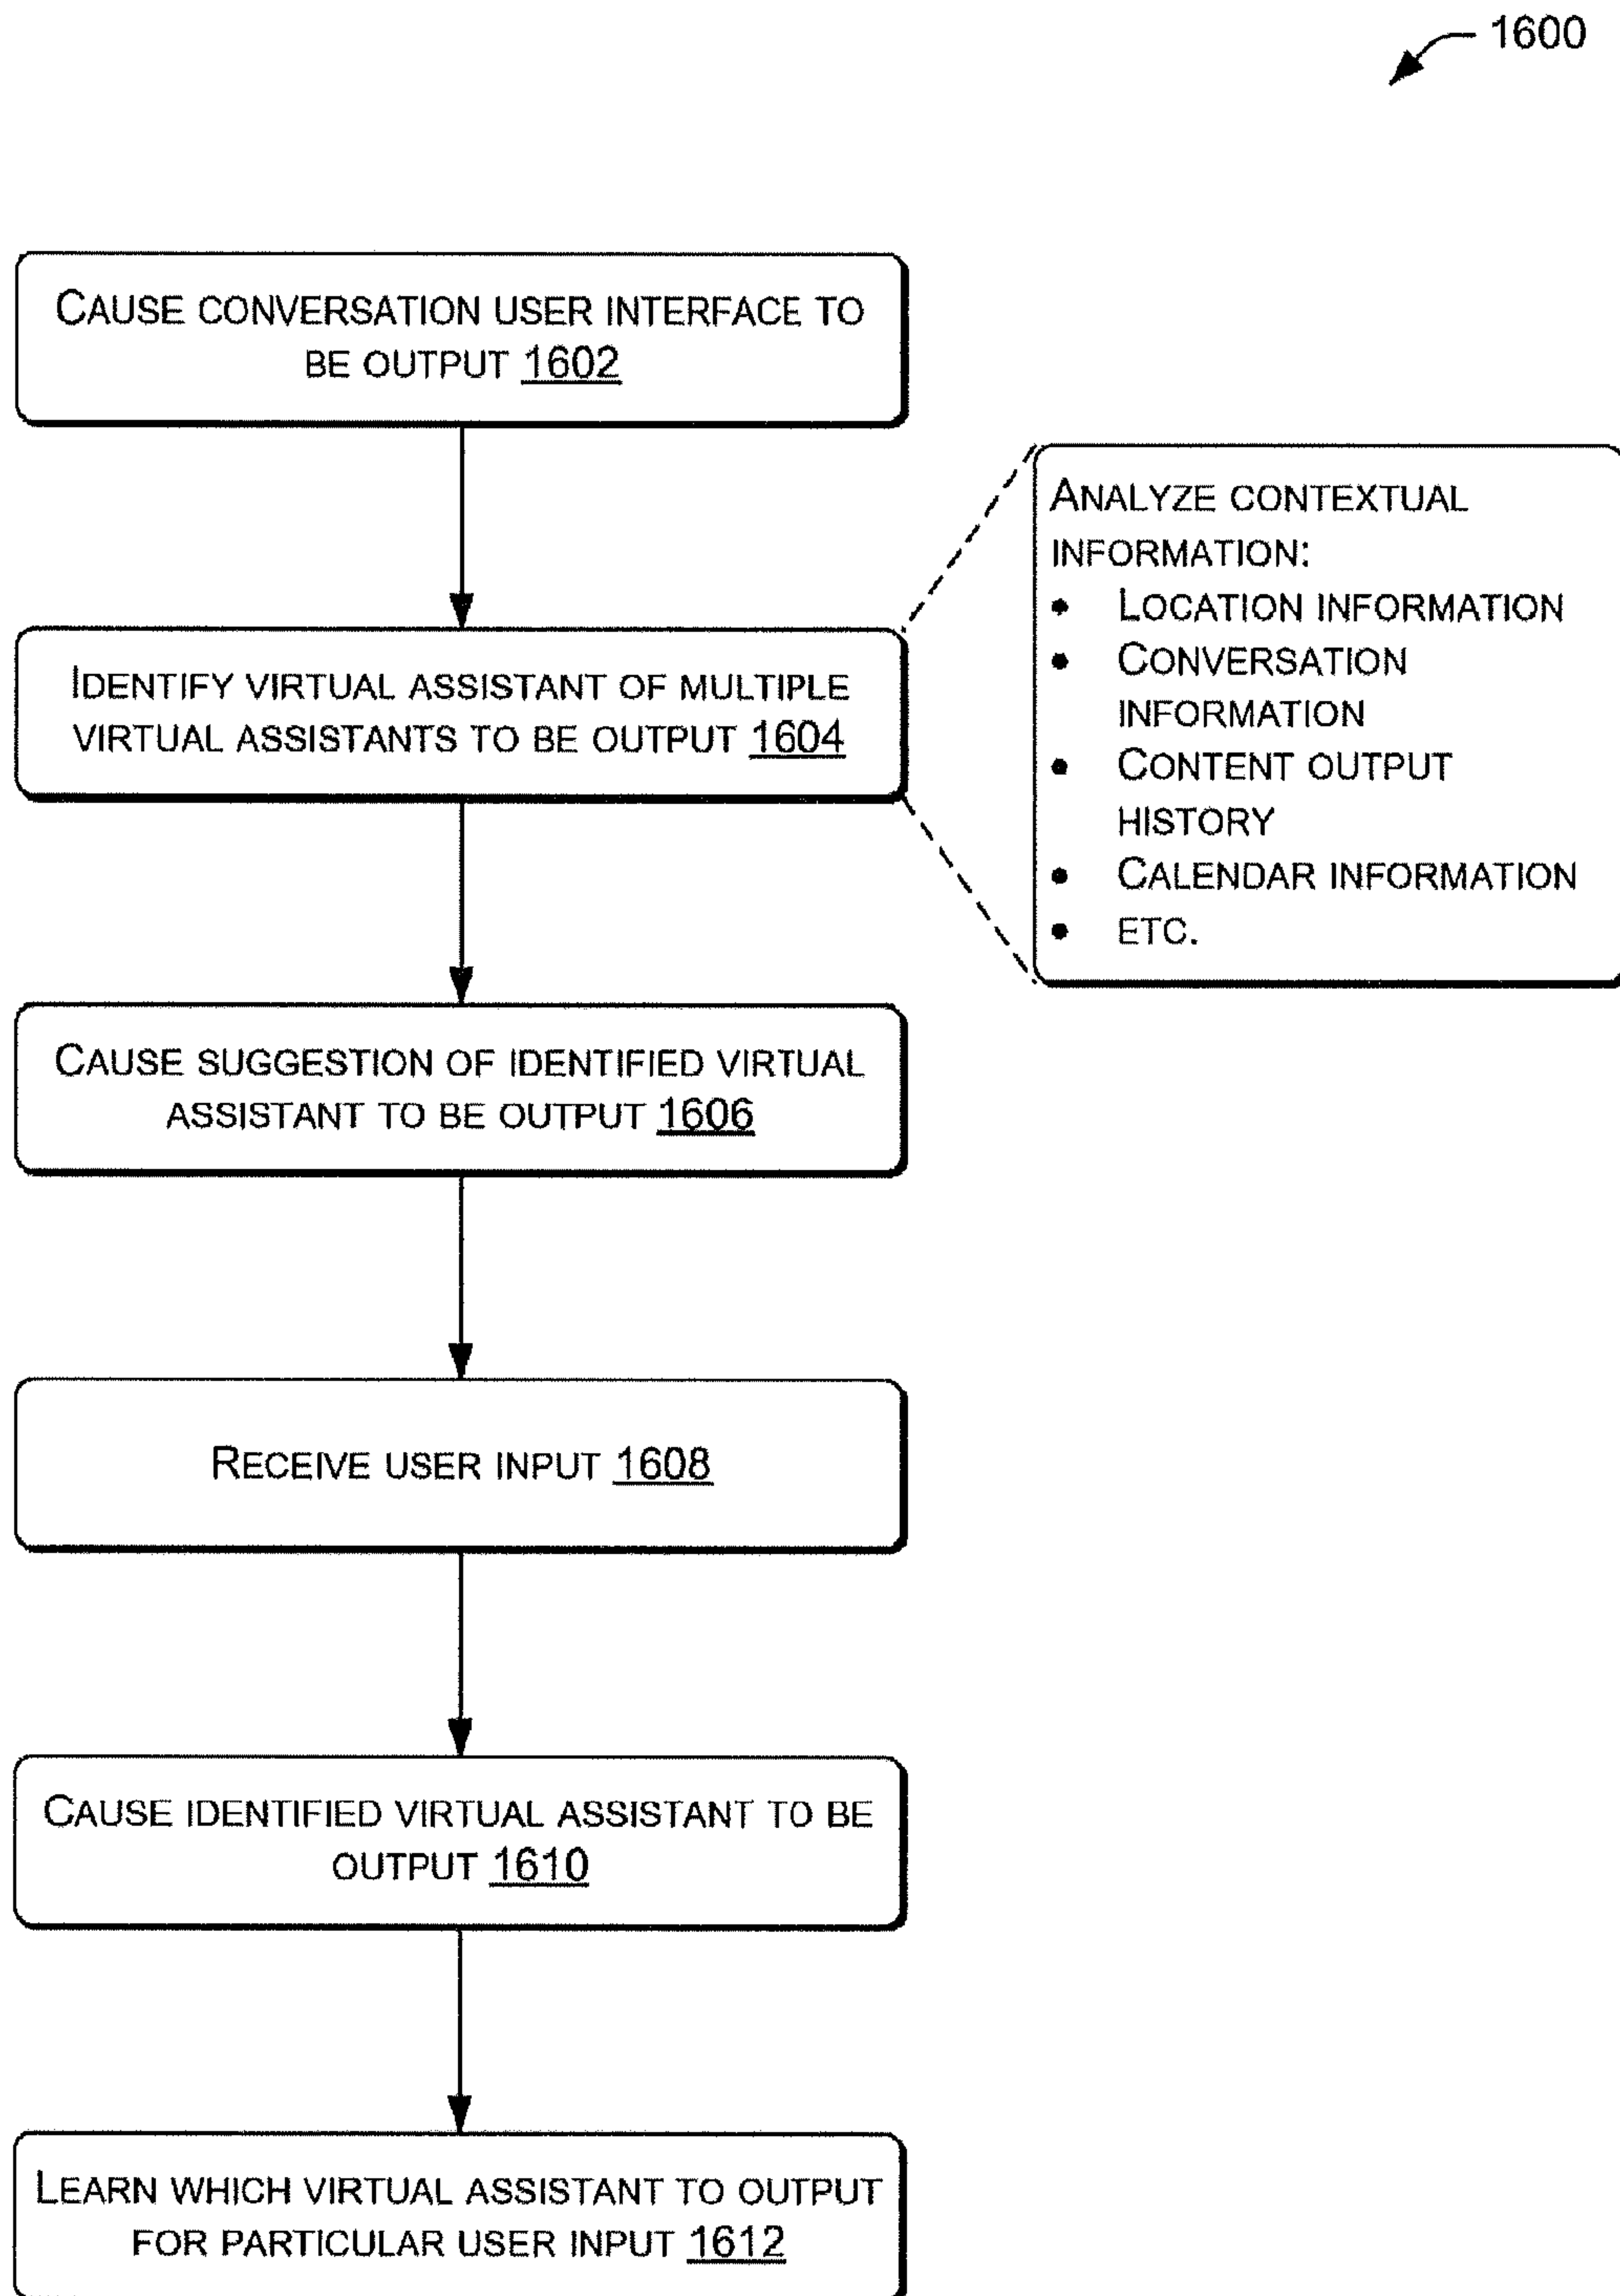 1600
CAUSE CONVERSATION USER INTERFACE TO
BE OUTPUT 1602
IDENTIFY VIRTUAL ASSISTANT OF MULTIPLE
VIRTUAL ASSISTANTS TO BE OUTPUT 1604
ANALYZE CONTEXTUAL
INFORMATION:
• LOCATION INFORMATION
• CONVERSATION
INFORMATION
• CONTENT OUTPUT
HISTORY
• CALENDAR INFORMATION
• ETC.
CAUSE SUGGESTION OF IDENTIFIED VIRTUAL
ASSISTANT TO BE OUTPUT 1606
RECEIVE USER INPUT 1608
CAUSE IDENTIFIED VIRTUAL ASSISTANT TO BE
OUTPUT 1610
LEARN WHICH VIRTUAL ASSISTANT TO OUTPUT
FOR PARTICULAR USER INPUT 1612